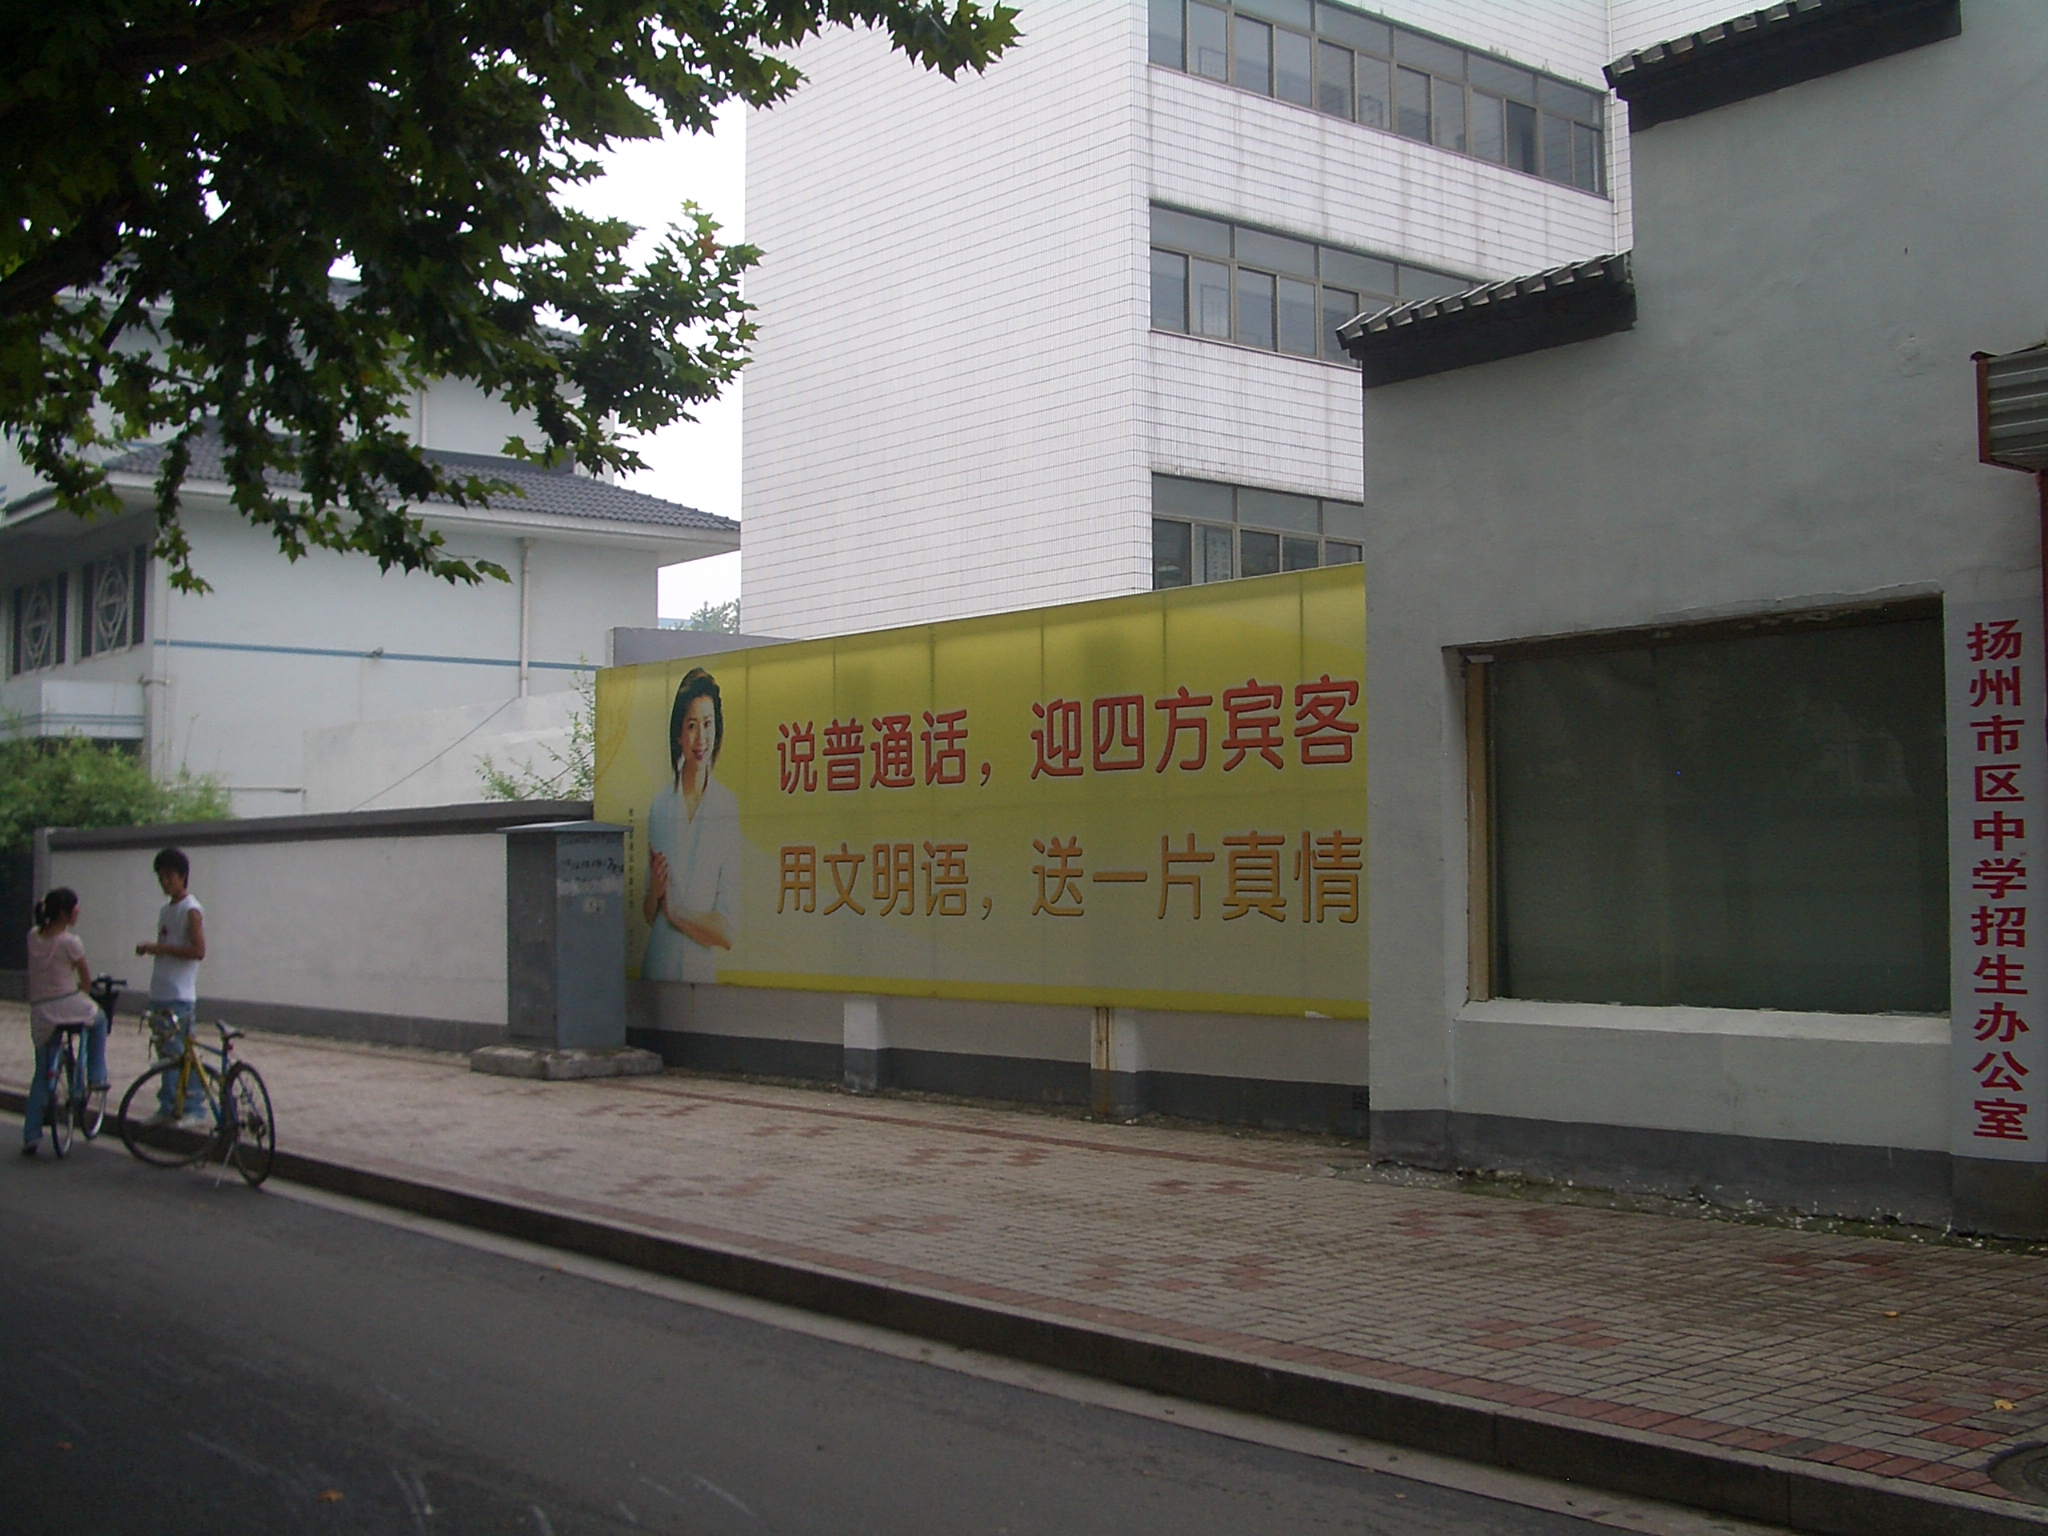 说普通话，迎四方宾客
用文明语，送一片真情
扬州市区中学招生办公室